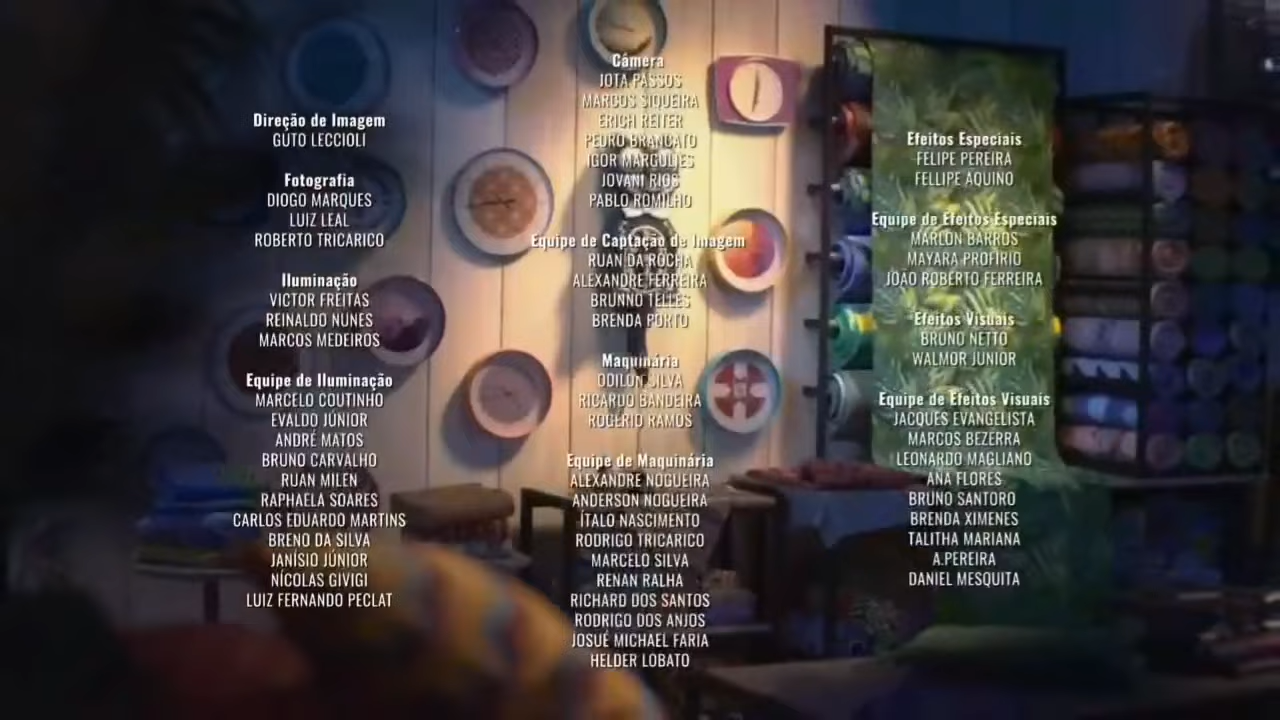 Direção de Imagem
GUTO LECCIOLI
Fotografia
DIOGO MARQUES
LUIZ LEAL
ROBERTO TRICARICO
Iluminação
VICTOR FREITAS
REINALDO NUNES
MARCOS MEDEIROS
Equipe de Iluminação
MARCELO COUTINHO
EVALDO JÚNIOR
ANDRÉ MATOS
BRUNO CARVALHO
RUAN MILEN
RAPHAELA SOARES
CARLOS EDUARDO MARTINS
BRENO DA SILVA
JANÍSIO JÚNIOR
NÍCOLAS GIVIGI
LUIZ FERNANDO PECLAT
Câmera
JOTA PASSOS
MARCOS SIQUEIRA
ERICH REITER
PEDRO BRANCATO
IGOR MARGULIES
JOVANI RIOS
PABLO ROMILHO
Equipe de Captação de Imagem
RUAN DA ROCHA
ALEXANDRE FERREIRA
BRUNNO TELLES
BRENDA PORTO
Maquinária
ODILON SILVA
RICARDO BANDEIRA
ROGÉRIO RAMOS
Equipe de Maquinária
ALEXANDRE NOGUEIRA
ANDERSON NOGUEIRA
ÍTALO NASCIMENTO
RODRIGO TRICARICO
MARCELO SILVA
RENAN RALHA
RICHARD DOS SANTOS
RODRIGO DOS ANJOS
JOSUÉ MICHAEL FARIA
HELDER LOBATO
Efeitos Especiais
FELIPE PEREIRA
FELLIPE AQUINO
Equipe de Efeitos Especiais
MARLON BARROS
MAYARA PROFÍRIO
JOÃO ROBERTO FERREIRA
Efeitos Visuais
BRUNO NETTO
WALMOR JUNIOR
Equipe de Efeitos Visuais
JACQUES EVANGELISTA
MARCOS BEZERRA
LEONARDO MAGLIANO
ANA FLORES
BRUNO SANTORO
BRENDA XIMENES
TALITHA MARIANA
A.PEREIRA
DANIEL MESQUITA